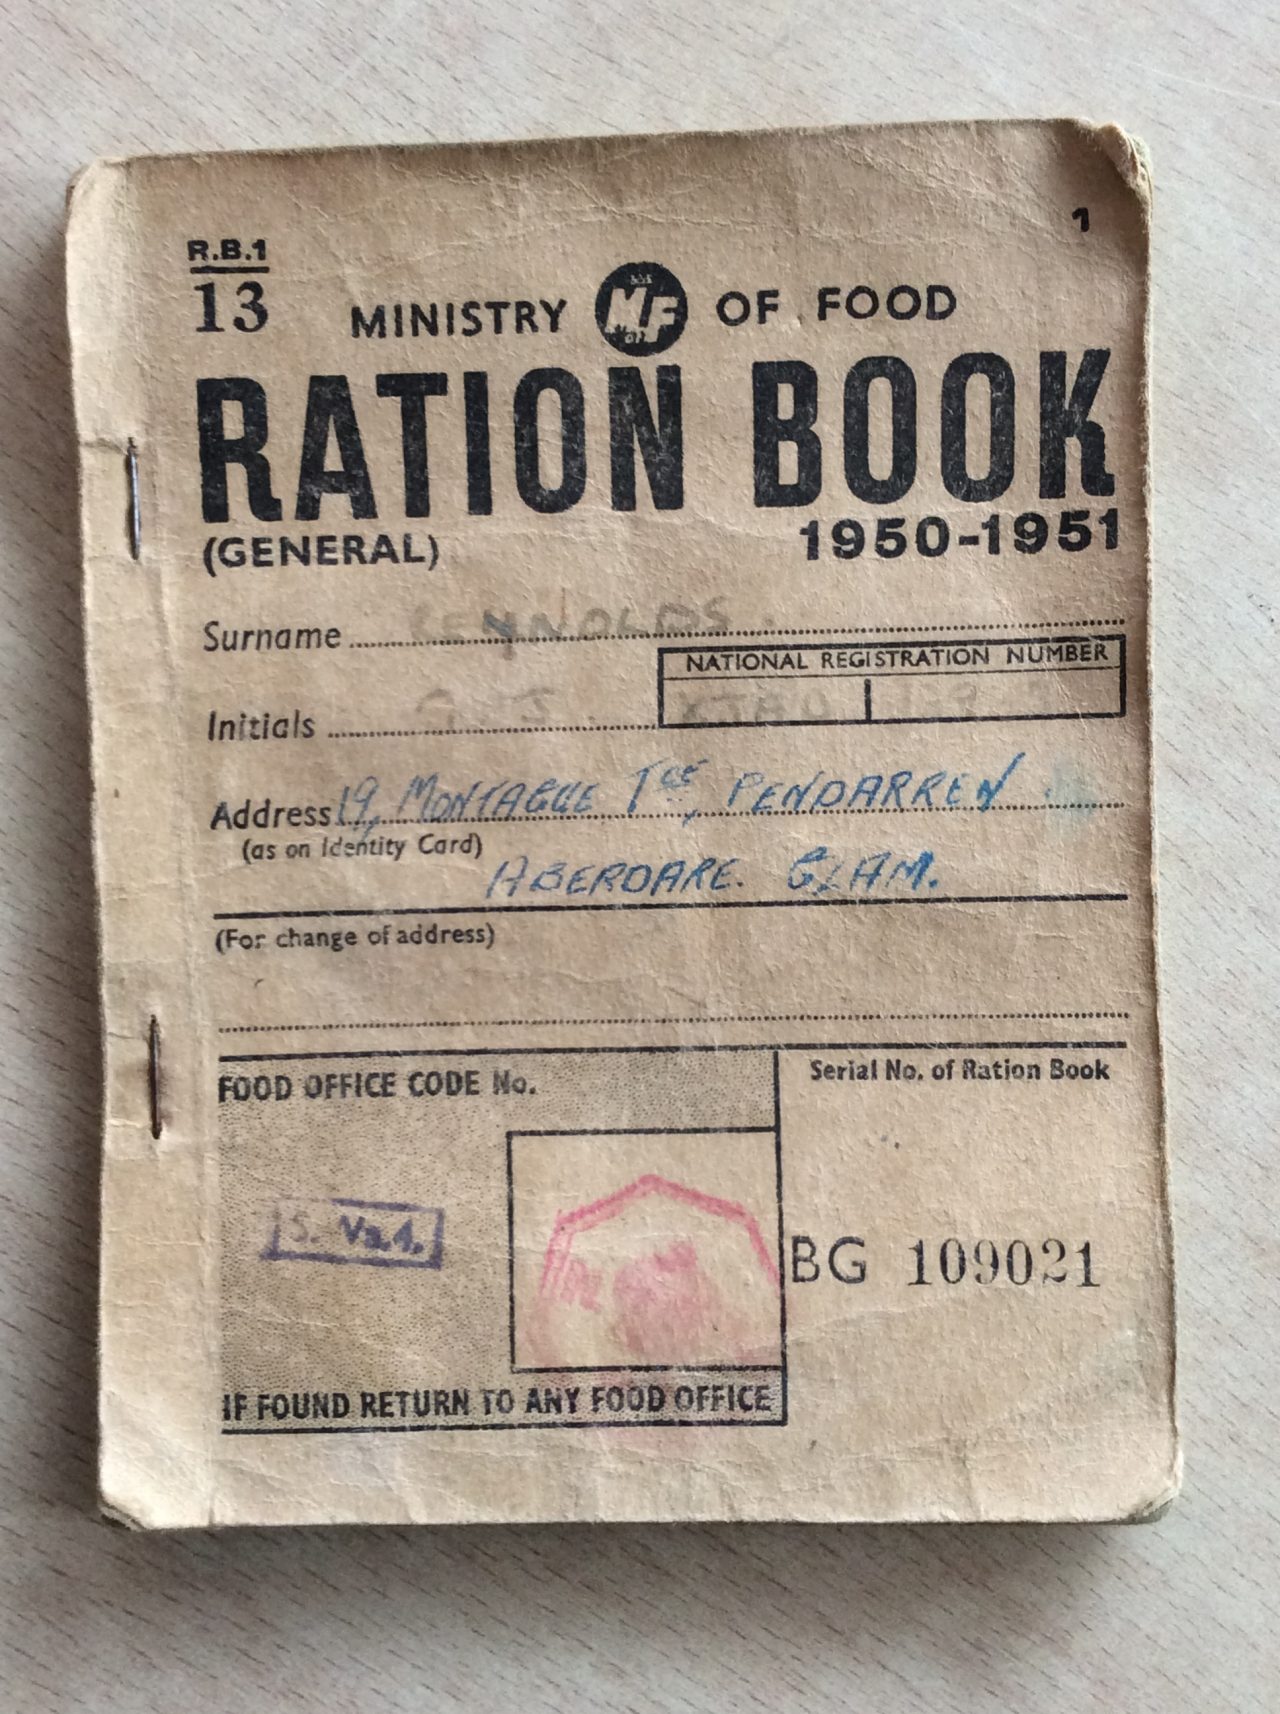 1
R.B.1
13
MINISTRY MF OF FOOD
RATION BOOK
(GENERAL) 1950-1951
Surname
NATIONAL REGISTRATION NUMBER
Initials
Address 19, MONTAGUE TCE, PENDARREN
(as on Identity Card)
ABERDARE. GLAM.
(For change of address)
FOOD OFFICE CODE No.
Serial No. of Ration Book
BG 109021
IF FOUND RETURN TO ANY FOOD OFFICE